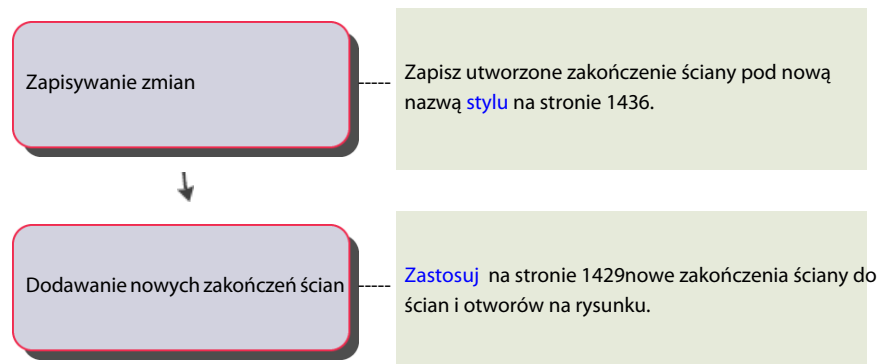 Zapisywanie zmian
Zapisz utworzone zakończenie ściany pod nową
nazwą stylu na stronie 1436.
Dodawanie nowych zakończeń ścian
Zastosuj na stronie 1429nowe zakończenia ściany do
ścian i otworów na rysunku.